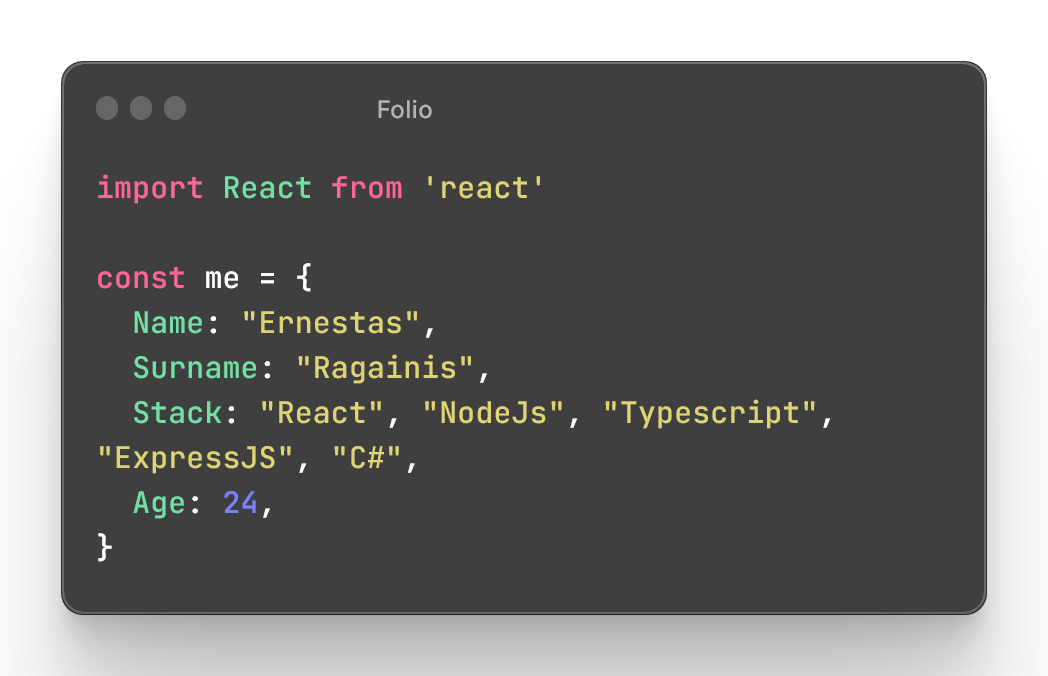 Folio
import React from 'react'
const me = {
  Name: "Ernestas",
  Surname: "Ragainis",
  Stack: "React", "NodeJs", "Typescript",
"ExpressJS", "C#",
  Age: 24,
}